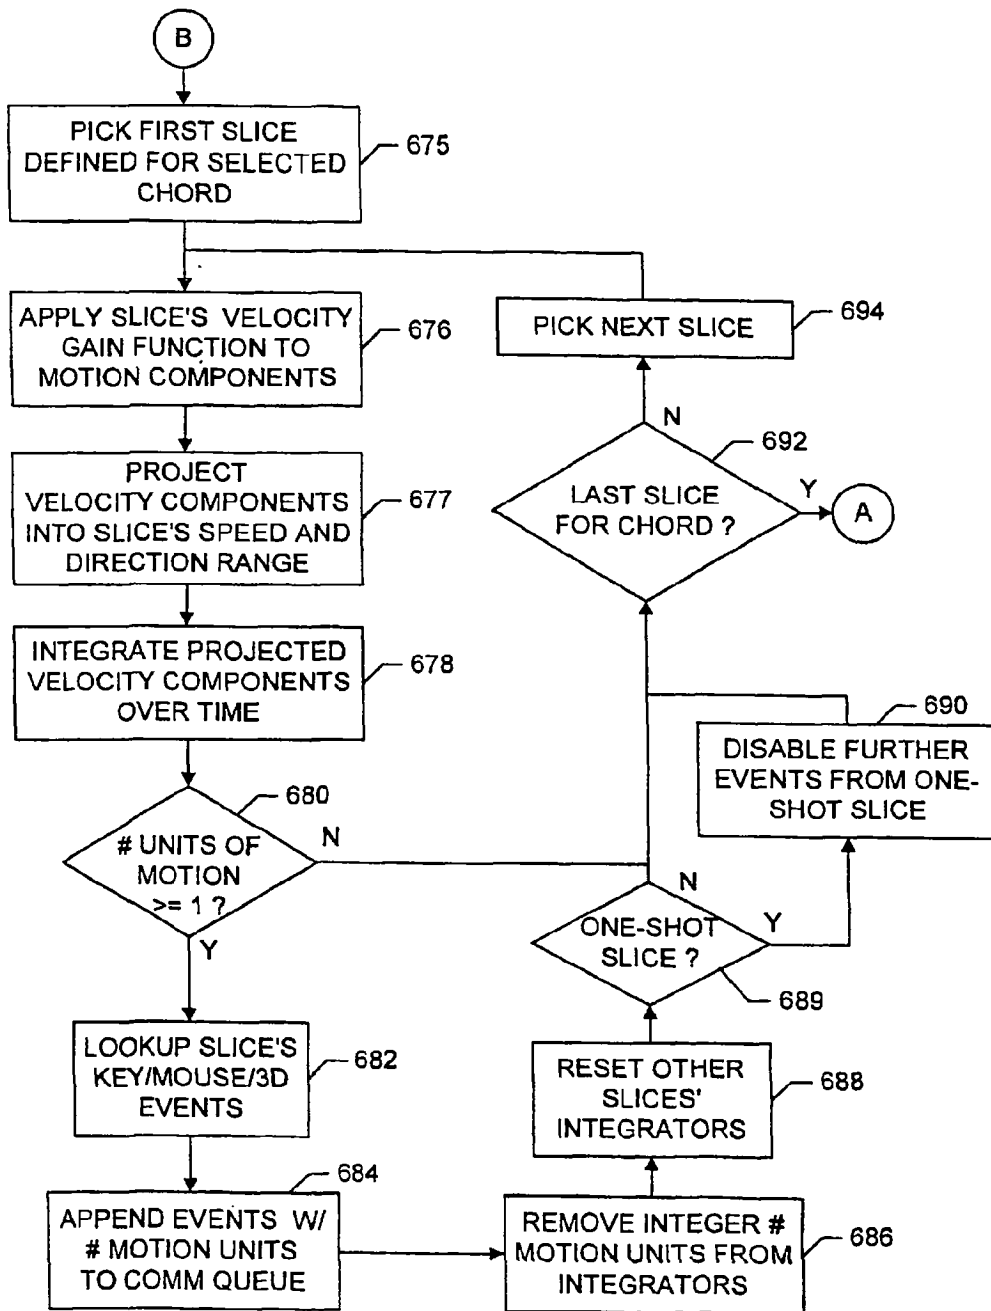 B
PICK FIRST SLICE
DEFINED FOR SELECTED
CHORD
675
APPLY SLICE'S VELOCITY
GAIN FUNCTION TO
MOTION COMPONENTS
676
PROJECT
VELOCITY COMPONENTS
INTO SLICE'S SPEED AND
DIRECTION RANGE
677
INTEGRATE PROJECTED
VELOCITY COMPONENTS
OVER TIME
678
# UNITS OF
MOTION
>= 1 ?
680
N
Y
LOOKUP SLICE'S
KEY/MOUSE/3D
EVENTS
682
APPEND EVENTS W/
# MOTION UNITS
TO COMM QUEUE
684
REMOVE INTEGER #
MOTION UNITS FROM
INTEGRATORS
686
RESET OTHER
SLICES'
INTEGRATORS
688
ONE-SHOT
SLICE ?
689
N
Y
DISABLE FURTHER
EVENTS FROM ONE-
SHOT SLICE
690
LAST SLICE
FOR CHORD ?
692
N
Y
A
PICK NEXT SLICE
694